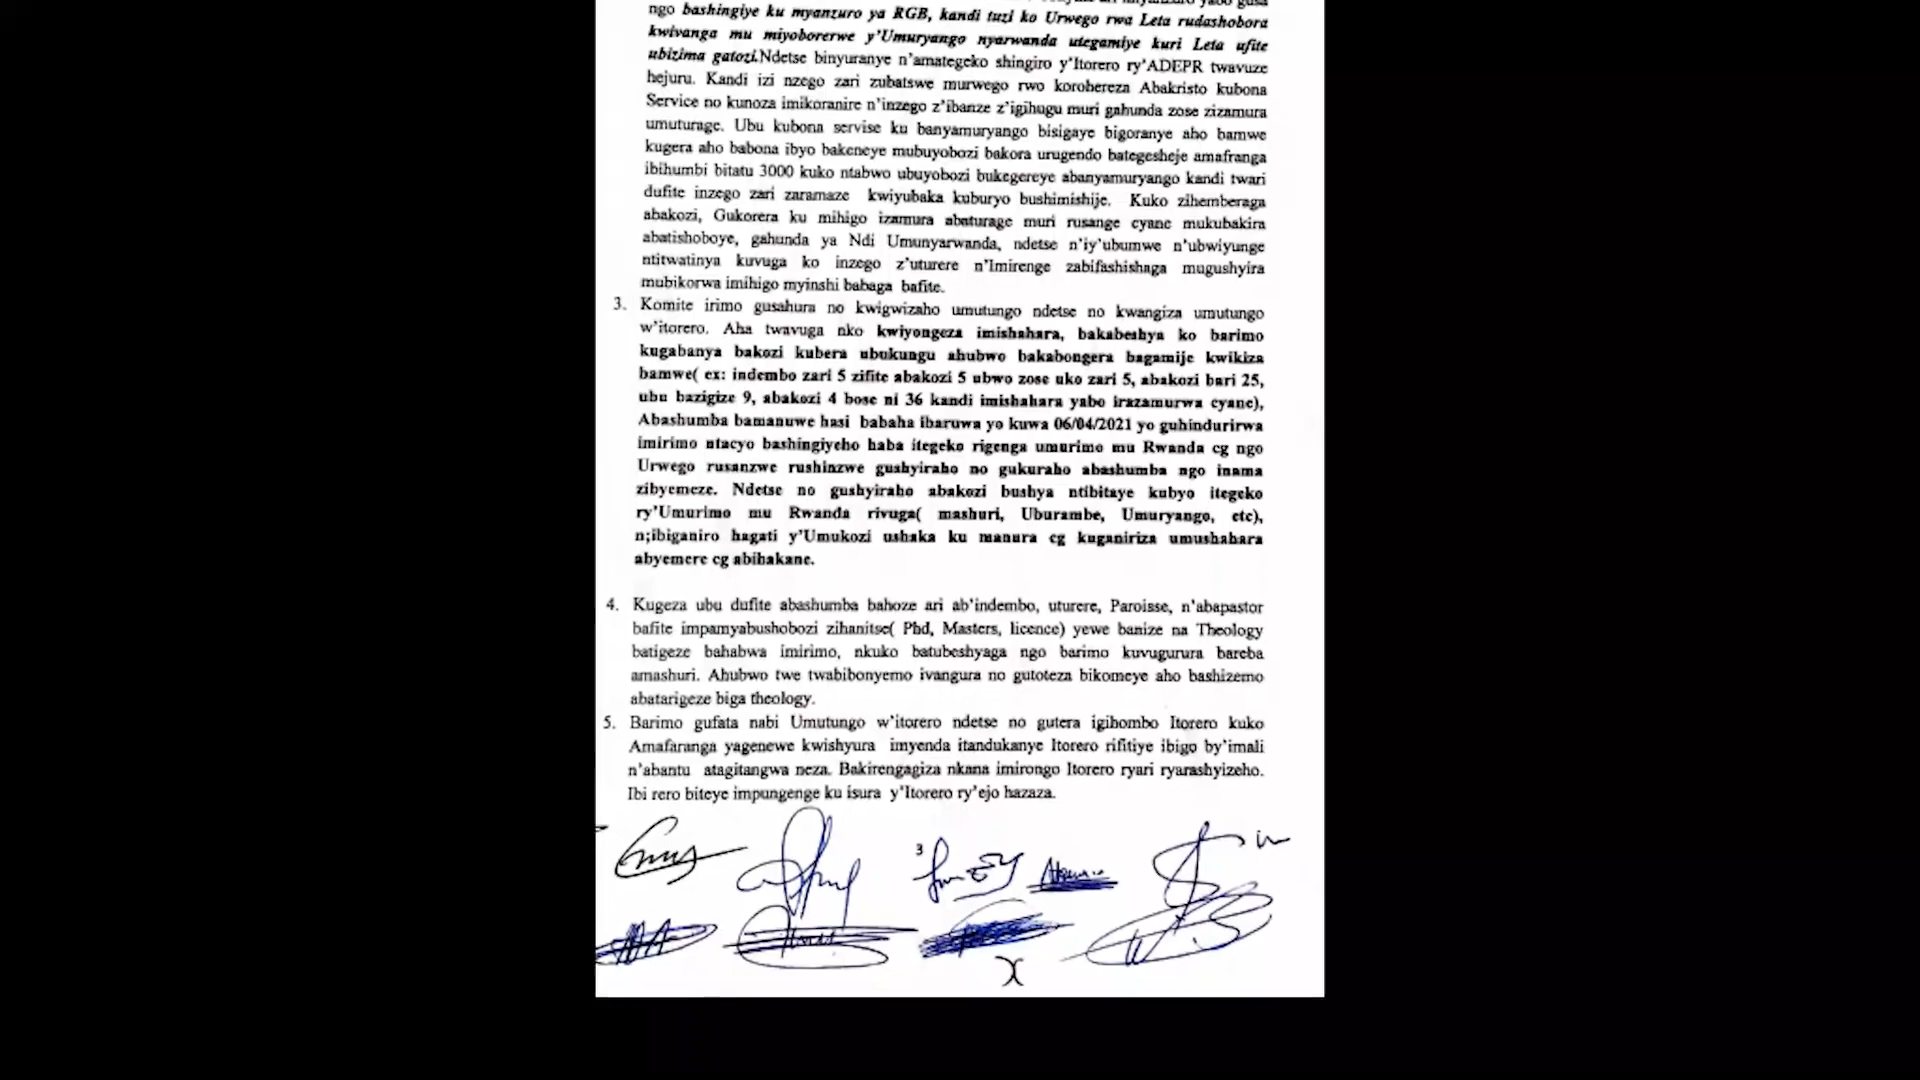 ngo bashingiye ku myanzuro ya RGB, kandi tuzi ko Urwego rwa Leta rudashobora
kwivanga mu miyoborerwe y'Umuryango nyarwanda utegamiye kuri Leta ufite
ubizima gatozi.Ndetse binyuranye n'amategeko shingiro y'Itorero ry'ADEPR twavuze
hejuru. Kandi izi nzego zari zubatswe murwego rwo korohereza Abakristo kubona
Service no kunoza imikoranire n'inzego z'ibanze z'igihugu muri gahunda zose zizamura
umuturage. Ubu kubona servise ku banyamuryango bisigaye bigoranye aho bamwe
kugera aho babona ibyo bakeneye mubuyobozi bakora urugendo bategesheje amafranga
ibihumbi bitatu 3000 kuko ntabwo ubuyobozi bukegereye abanyamuryango kandi twari
dufite inzego zari zaramaze kwiyubaka kuburyo bushimishije. Kuko zihemberaga
abakozi, Gukorera ku mihigo izamura abaturage muri rusange cyane mukubakira
abatishoboye, gahunda ya Ndi Umunyarwanda, ndetse n'iy'ubumwe n'ubwiyunge
ntitwatinya kuvuga ko inzego z'uturere n'Imirenge zabifashishaga mugushyira
mubikorwa imihigo myinshi babaga bafite.
3. Komite irimo gusahura no kwigwizaho umutungo ndetse no kwangiza umutungo
w'itorero. Aha twavuga nko kwiyongeza imishahara, bakabeshya ko barimo
kugabanya bakozi kubera ubukungu ahubwo bakabongera bagamije kwikiza
bamwe( ex: indembo zari 5 zifite abakozi 5 ubwo zose uko zari 5, abakozi bari 25,
ubu bazigize 9, abakozi 4 bose ni 36 kandi imishahara yabo irazamurwa cyane),
Abashumba bamanuwe hasi babaha ibaruwa yo kuwa 06/04/2021 yo guhindurirwa
imirimo ntacyo bashingiyeho haba itegeko rigenga umurimo mu Rwanda cg ngo
Urwego rusanzwe rushinzwe gushyiraho no gukuraho abashumba ngo inama
zibyemeze. Ndetse no gushyiraho abakozi bushya ntibitaye kubyo itegeko
ry'Umurimo mu Rwanda rivuga( mashuri, Uburambe, Umuryango, etc),
n;ibiganiro hagati y'Umukozi ushaka ku manura cg kuganiriza umushahara
abyemere cg abihakane.
4. Kugeza ubu dufite abashumba bahoze ari ab'indembo, uturere, Paroisse, n'abapastor
bafite impamyabushobozi zihanitse( Phd, Masters, licence) yewe banize na Theology
batigeze bahabwa imirimo, nkuko batubeshyaga ngo barimo kuvugurura bareba
amashuri. Ahubwo twe twabibonyemo ivangura no gutoteza bikomeye aho bashizemo
abatarigeze biga theology.
5. Barimo gufata nabi Umutungo w'itorero ndetse no gutera igihombo Itorero kuko
Amafaranga yagenewe kwishyura imyenda itandukanye Itorero rifitiye ibigo by'imali
n'abantu atagitangwa neza. Bakirengagiza nkana imirongo Itorero ryari ryarashyizeho.
Ibi rero biteye impungenge ku isura y'Itorero ry'ejo hazaza.
3